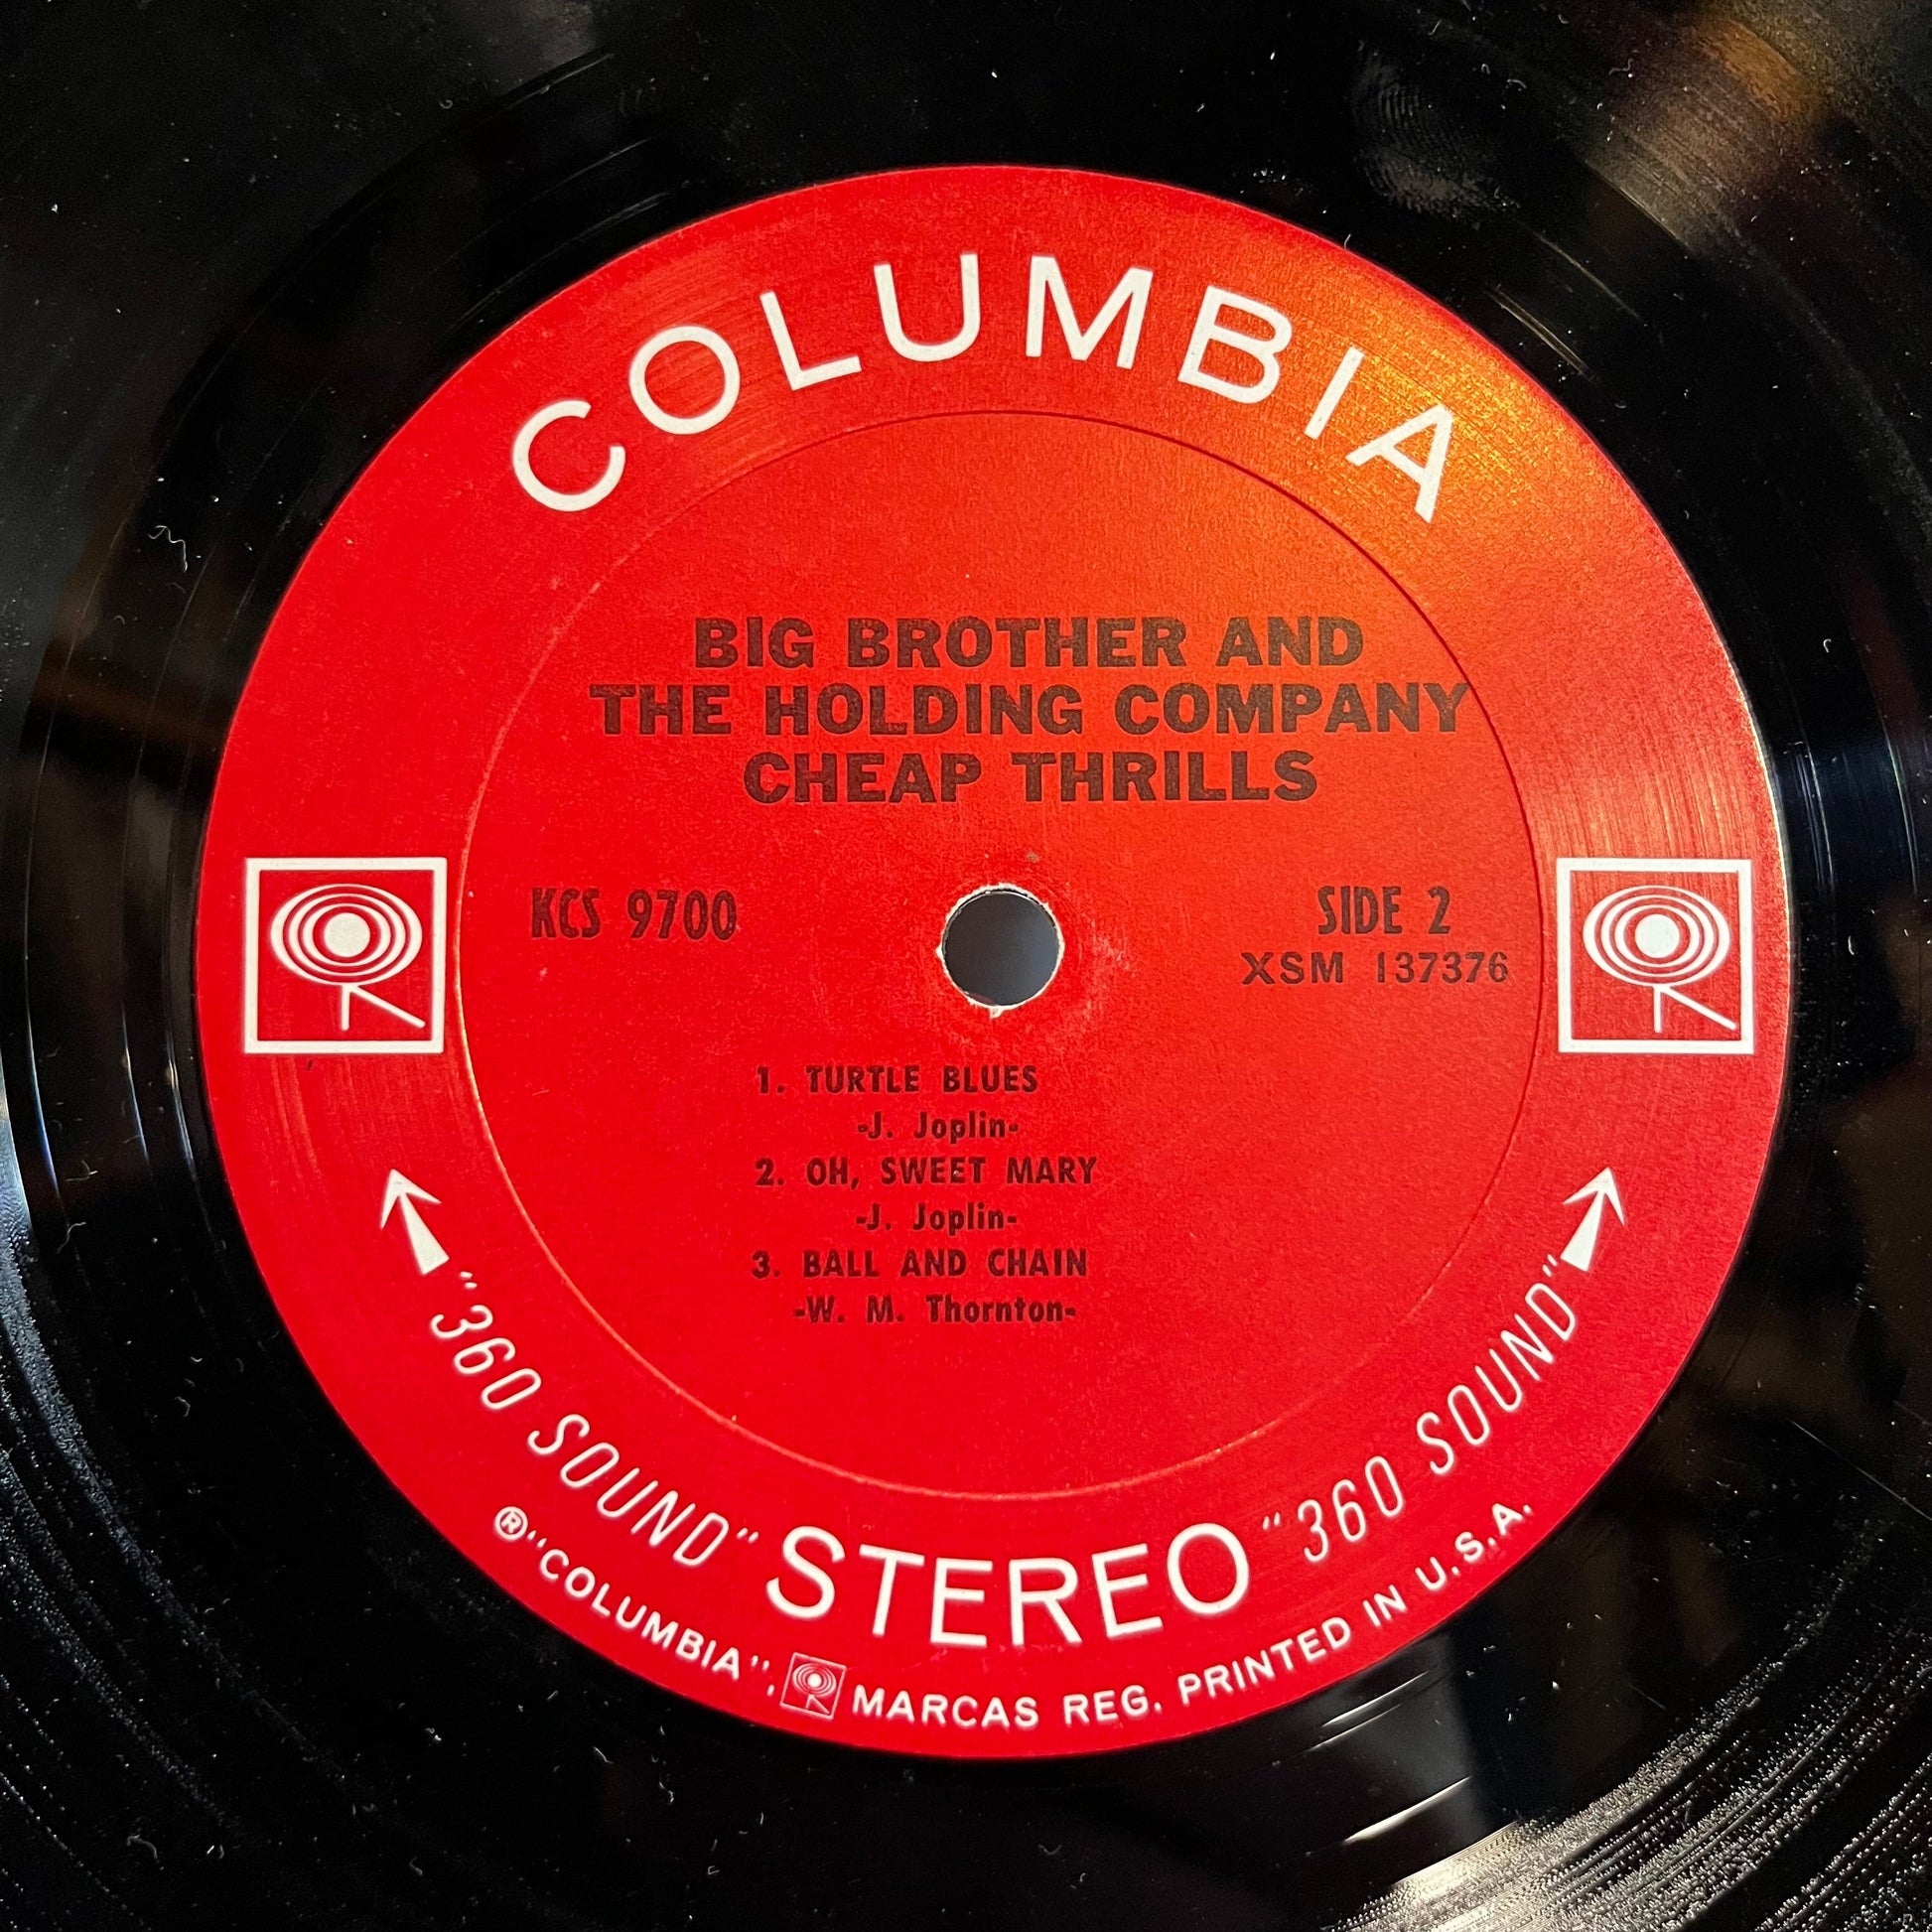 COLUMBIA
BIG BROTHER AND
THE HOLDING COMPANY
CHEAP THRILLS
KCS 9700
SIDE 2
XSM 137376
1. TURTLE BLUES
-J. Joplin-
2. OH, SWEET MARY
-J. Joplin-
3. BALL AND CHAIN
-W. M. Thornton-
"360 SOUND" STEREO "360 SOUND"
® "COLUMBIA", MARCAS REG. PRINTED IN U.S.A.